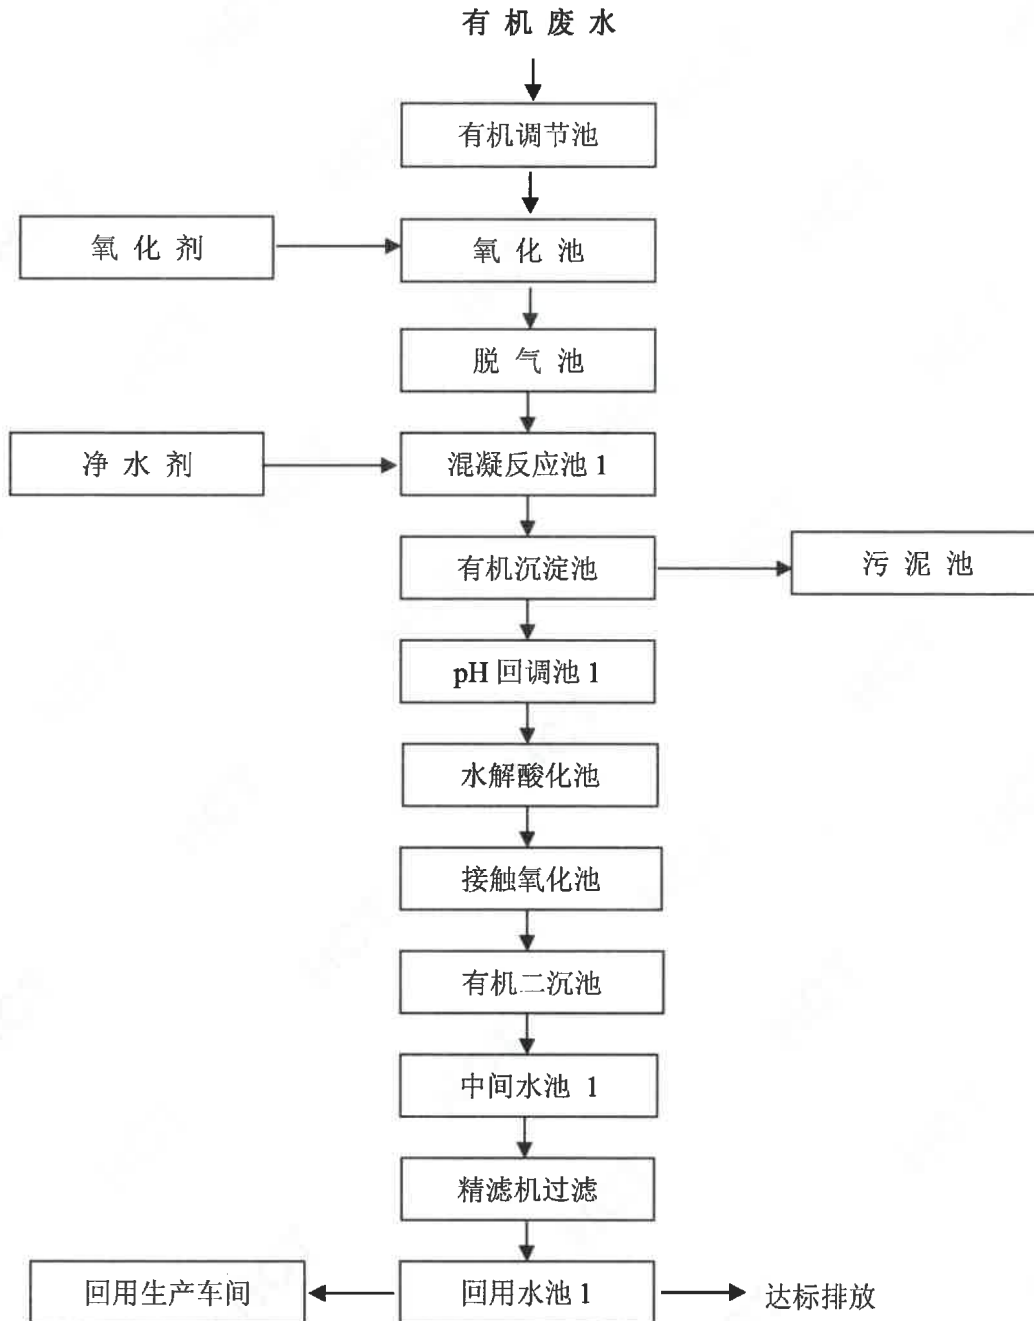 有机废水
有机调节池
氧化剂
氧化池
脱气池
净水剂
混凝反应池 1
有机沉淀池
污泥池
pH 回调池 1
水解酸化池
接触氧化池
有机二沉池
中间水池 1
精滤机过滤
回用生产车间
回用水池 1
达标排放